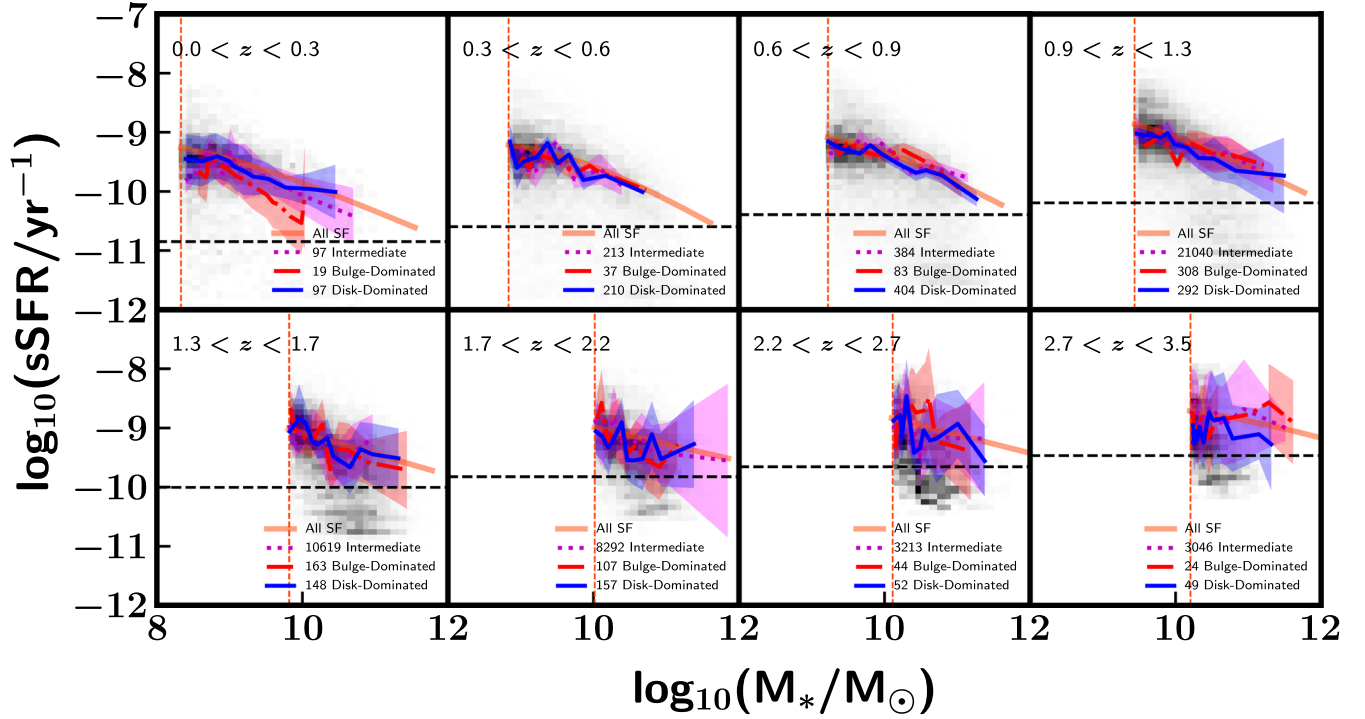 log₁₀(sSFR/yr⁻¹)
−7
−8
−9
−10
−11
−12
0.0 < z < 0.3
All SF
97 Intermediate
19 Bulge-Dominated
97 Disk-Dominated
0.3 < z < 0.6
All SF
213 Intermediate
37 Bulge-Dominated
210 Disk-Dominated
0.6 < z < 0.9
All SF
384 Intermediate
83 Bulge-Dominated
404 Disk-Dominated
0.9 < z < 1.3
All SF
21040 Intermediate
308 Bulge-Dominated
292 Disk-Dominated
−8
−9
−10
−11
−12
1.3 < z < 1.7
All SF
10619 Intermediate
163 Bulge-Dominated
148 Disk-Dominated
1.7 < z < 2.2
All SF
8292 Intermediate
107 Bulge-Dominated
157 Disk-Dominated
2.2 < z < 2.7
All SF
3213 Intermediate
44 Bulge-Dominated
52 Disk-Dominated
2.7 < z < 3.5
All SF
3046 Intermediate
24 Bulge-Dominated
49 Disk-Dominated
8 10 12 10 12 10 12 10 12
log₁₀(M*/M☉)